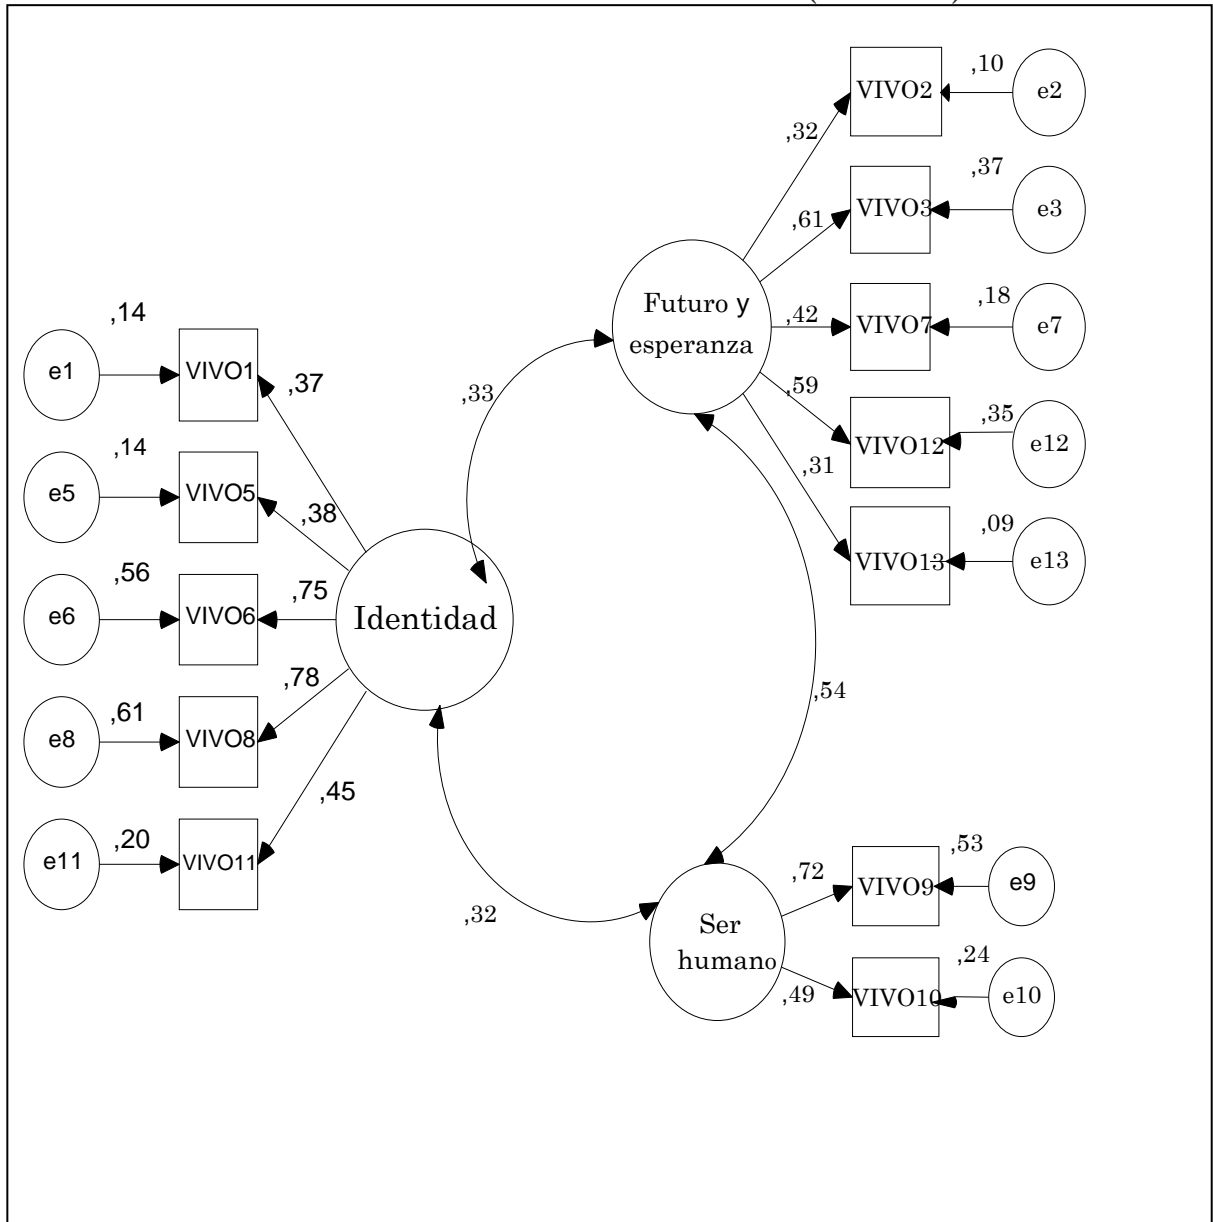 ,10
VIVO2
e2
,32
,37
VIVO3
e3
,61
Futuro y
esperanza
,18
VIVO7
e7
,42
,14
e1
VIVO1
,37
,33
,59
,35
VIVO12
e12
,31
,14
e5
VIVO5
,38
,09
VIVO13
e13
,56
e6
VIVO6
,75
Identidad
,78
,54
,61
e8
VIVO8
,45
,20
e11
VIVO11
,32
,72
,53
VIVO9
e9
Ser
humano
,24
,49
VIVO10
e10